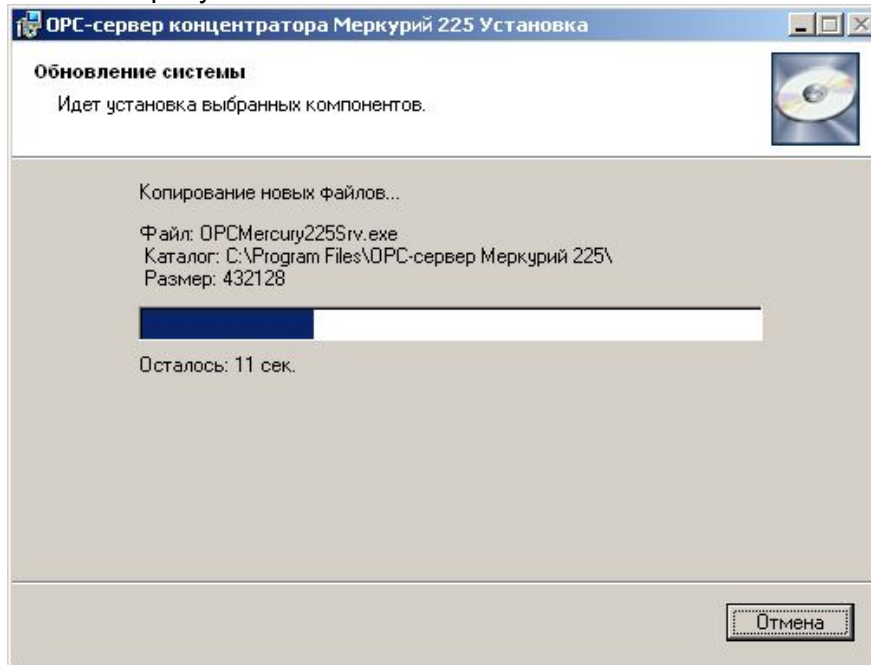 OPC-сервер концентратора Меркурий 225 Установка
Обновление системы
Идет установка выбранных компонентов.
Копирование новых файлов...
Файл: OPCMercury225Srv.exe
Каталог: C:\Program Files\OPC-сервер Меркурий 225\
Размер: 432128
Осталось: 11 сек.
Отмена